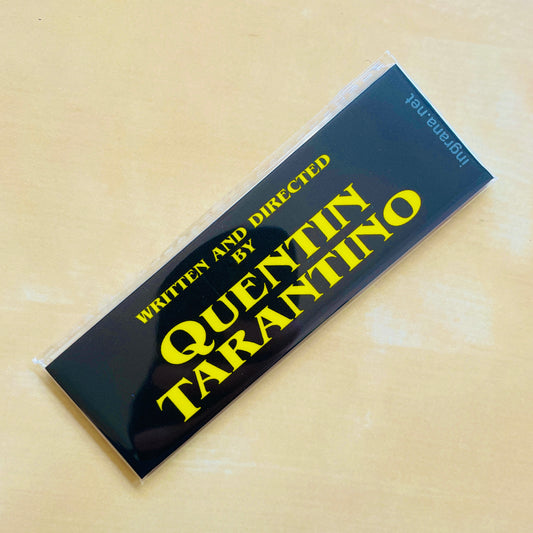 WRITTEN AND DIRECTED
BY
QUENTIN
TARANTINO
ingrana.net